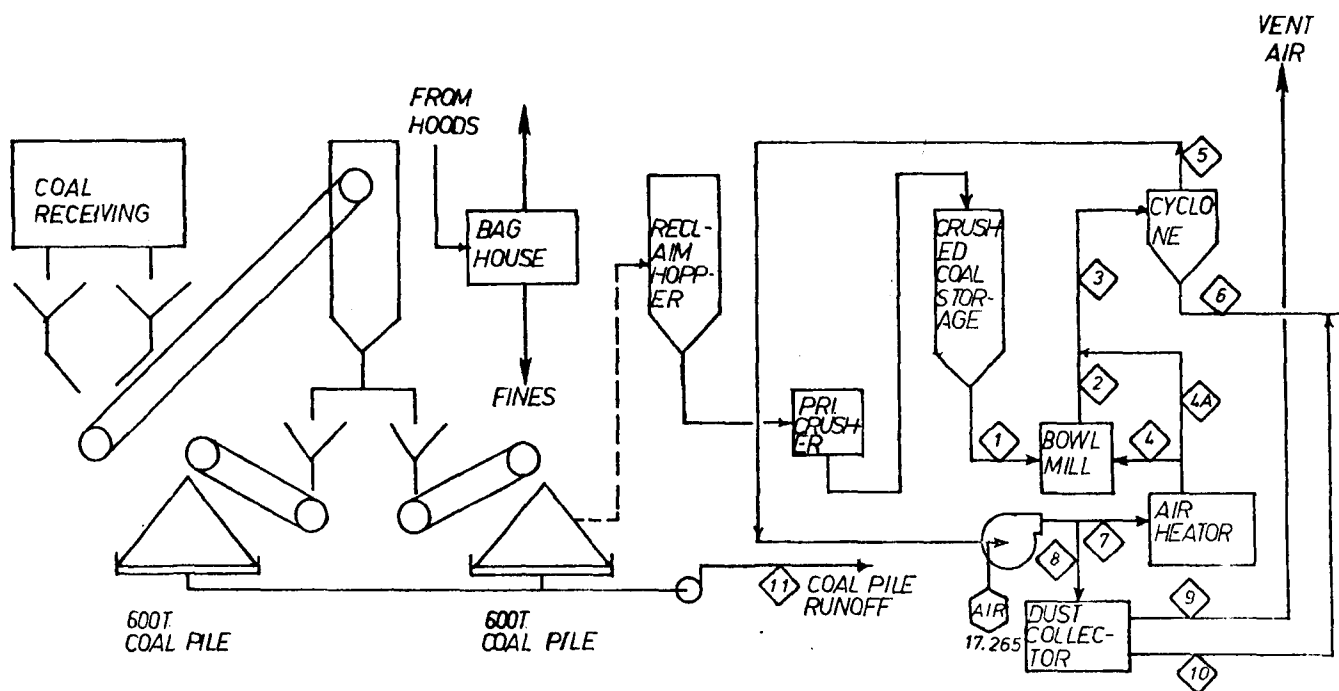 VENT
AIR
FROM
HOODS
5
COAL
RECEIVING
BAG
HOUSE
RECL-
AIM
HOPP-
ER
CRUSH
ED
COAL
STOR-
AGE
CYCLO
NE
3
6
FINES
PRI.
CRUSH-
ER
1
2
BOWL
MILL
4
4A
AIR
HEATOR
7
8
11
COAL PILE
RUNOFF
AIR
17.265
DUST
COLLEC-
TOR
9
10
600T.
COAL PILE
600T.
COAL PILE